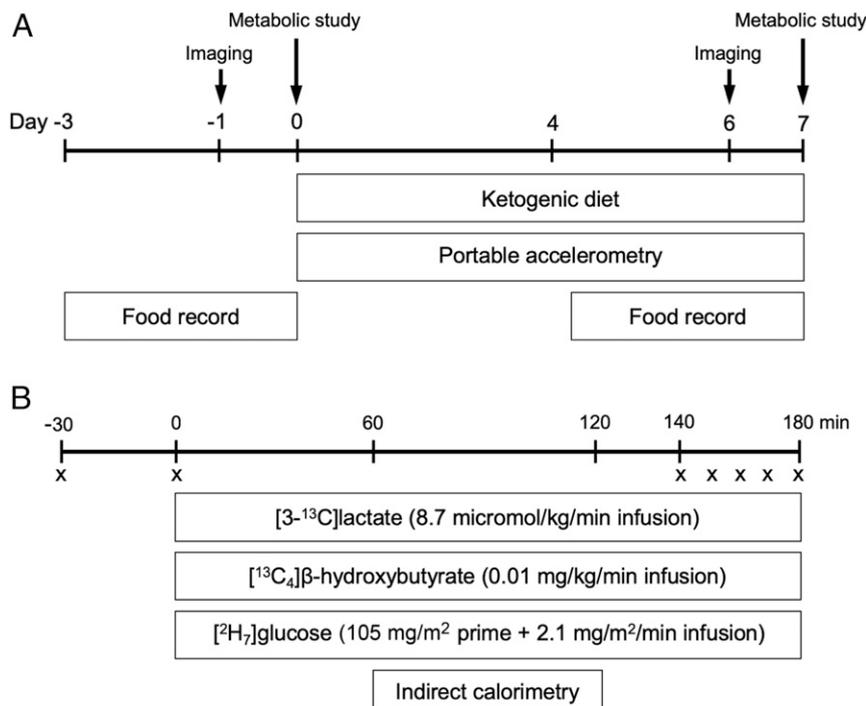 A
Metabolic study
Metabolic study
Imaging
Imaging
Day -3 -1 0 4 6 7
Ketogenic diet
Portable accelerometry
Food record
Food record
B
-30 0 60 120 140 180 min
x x x x x x x
[3-¹³C]lactate (8.7 micromol/kg/min infusion)
[¹³C₄]β-hydroxybutyrate (0.01 mg/kg/min infusion)
[²H₇]glucose (105 mg/m² prime + 2.1 mg/m²/min infusion)
Indirect calorimetry